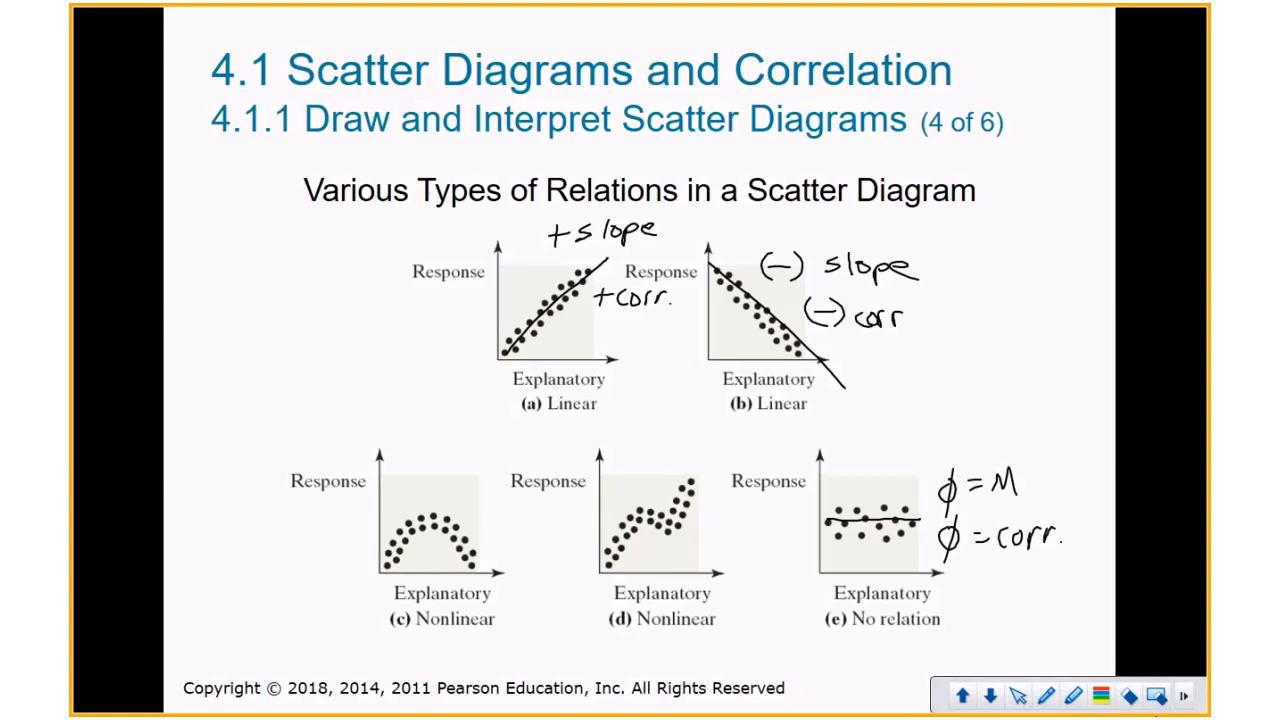 4.1 Scatter Diagrams and Correlation
4.1.1 Draw and Interpret Scatter Diagrams (4 of 6)
Various Types of Relations in a Scatter Diagram
+ slope
Response
+ corr.
Explanatory
(a) Linear
Response
(-) slope
(-) corr
Explanatory
(b) Linear
Response
Explanatory
(c) Nonlinear
Response
Explanatory
(d) Nonlinear
Response
ϕ = M
ϕ = corr.
Explanatory
(e) No relation
Copyright © 2018, 2014, 2011 Pearson Education, Inc. All Rights Reserved